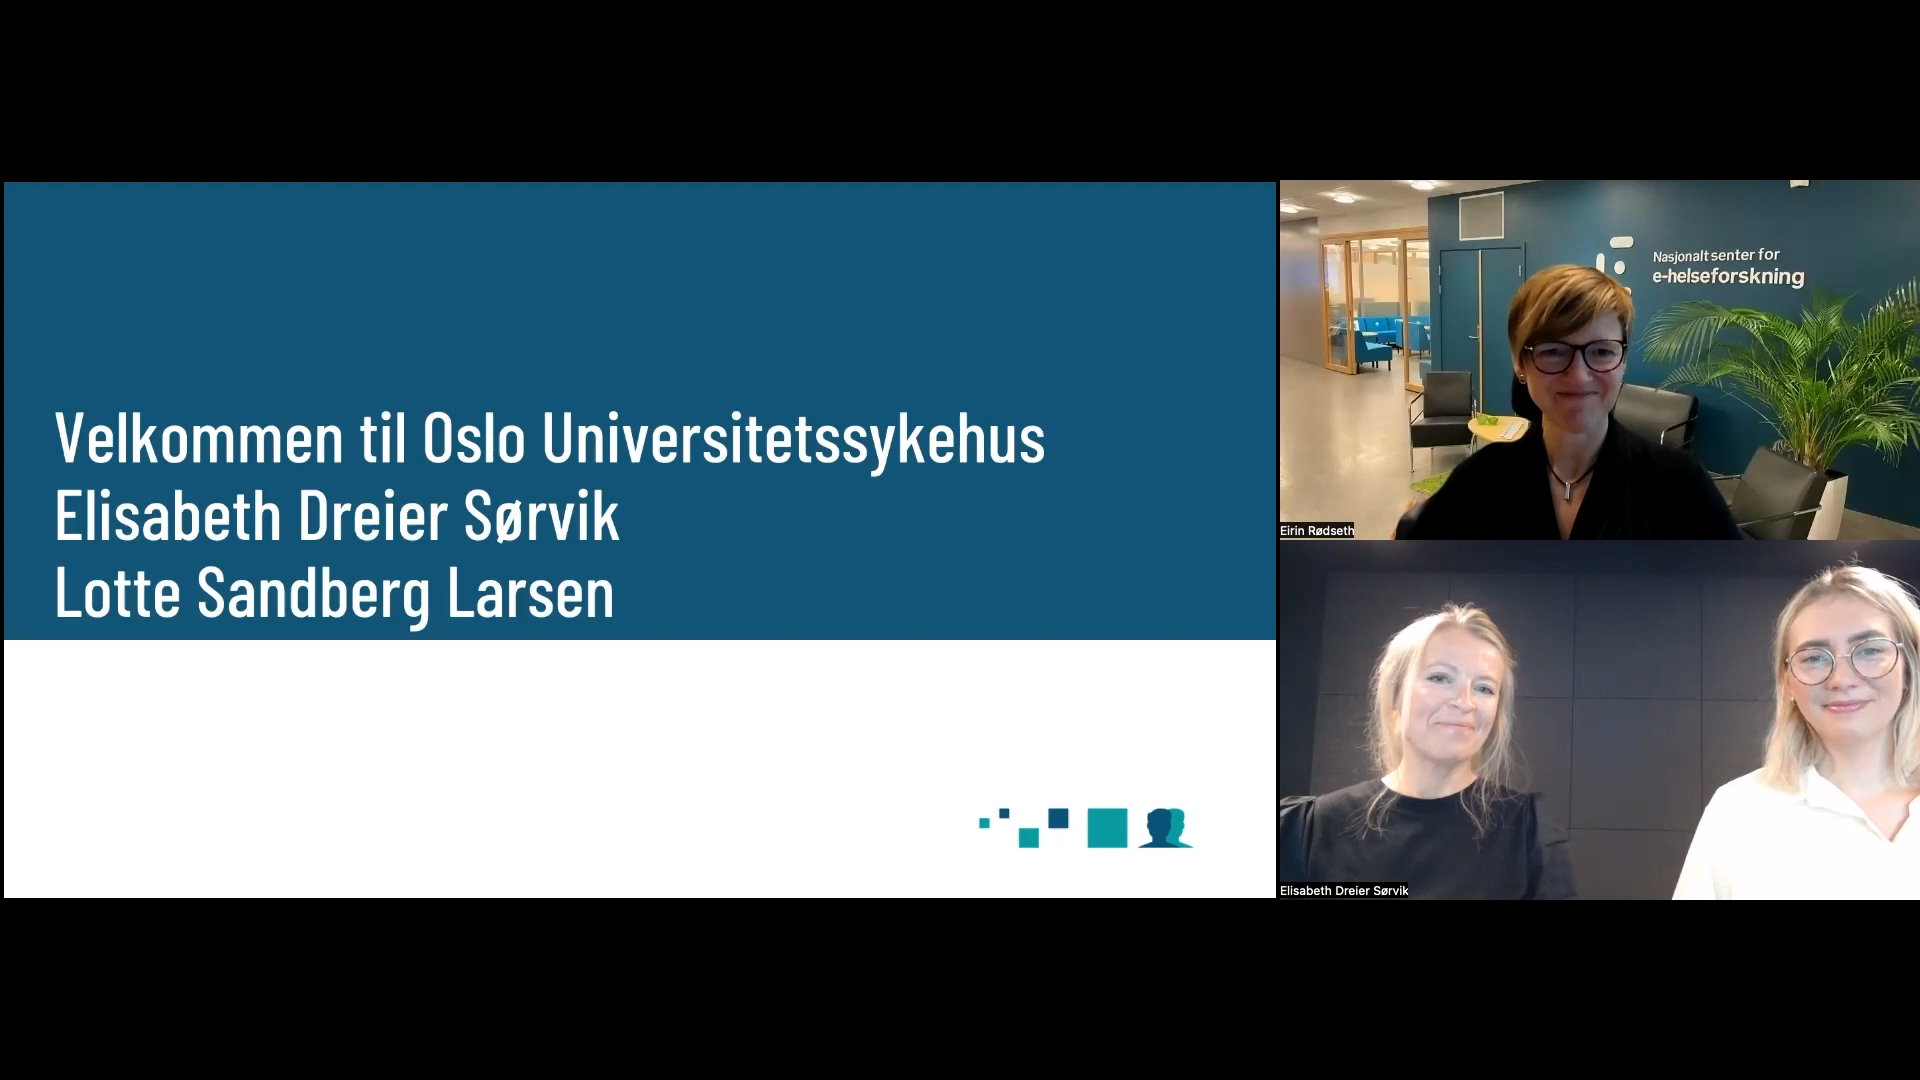 Velkommen til Oslo Universitetssykehus
Elisabeth Dreier Sørvik
Lotte Sandberg Larsen
Nasjonalt senter for
e-helseforskning
Eirin Rødseth
Elisabeth Dreier Sørvik